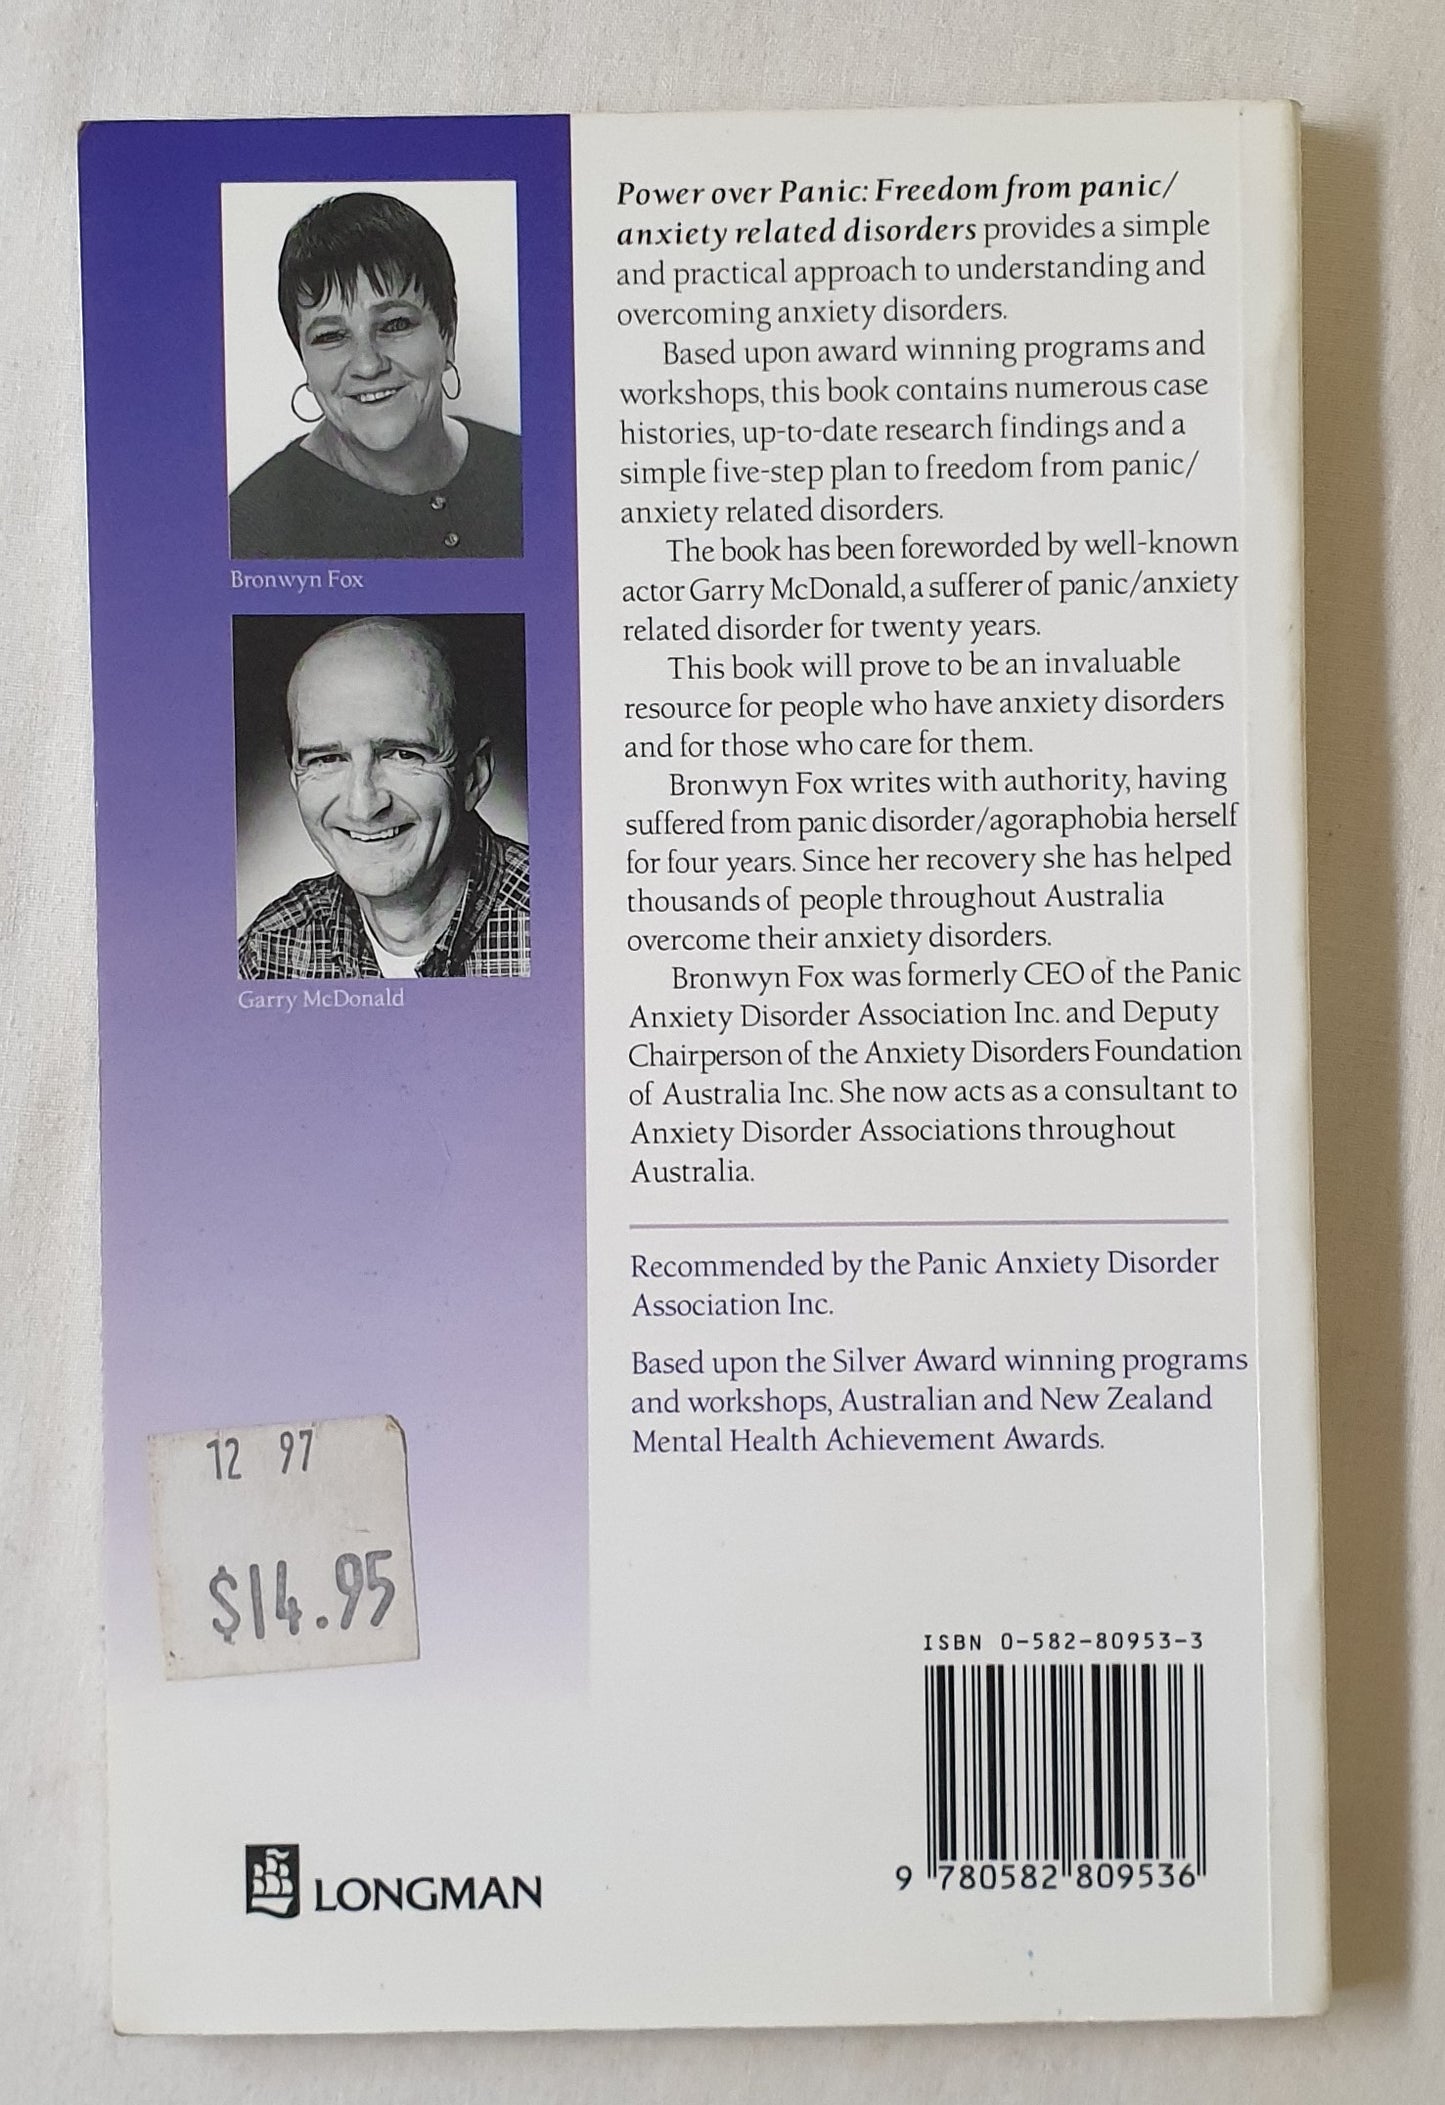 Bronwyn Fox
Garry McDonald
Power over Panic: Freedom from panic/
anxiety related disorders provides a simple
and practical approach to understanding and
overcoming anxiety disorders.
Based upon award winning programs and
workshops, this book contains numerous case
histories, up-to-date research findings and a
simple five-step plan to freedom from panic/
anxiety related disorders.
The book has been foreworded by well-known
actor Garry McDonald, a sufferer of panic/anxiety
related disorder for twenty years.
This book will prove to be an invaluable
resource for people who have anxiety disorders
and for those who care for them.
Bronwyn Fox writes with authority, having
suffered from panic disorder/agoraphobia herself
for four years. Since her recovery she has helped
thousands of people throughout Australia
overcome their anxiety disorders.
Bronwyn Fox was formerly CEO of the Panic
Anxiety Disorder Association Inc. and Deputy
Chairperson of the Anxiety Disorders Foundation
of Australia Inc. She now acts as a consultant to
Anxiety Disorder Associations throughout
Australia.
Recommended by the Panic Anxiety Disorder
Association Inc.
Based upon the Silver Award winning programs
and workshops, Australian and New Zealand
Mental Health Achievement Awards.
12 97
$14.95
ISBN 0-582-80953-3
9 780582 809536
LONGMAN